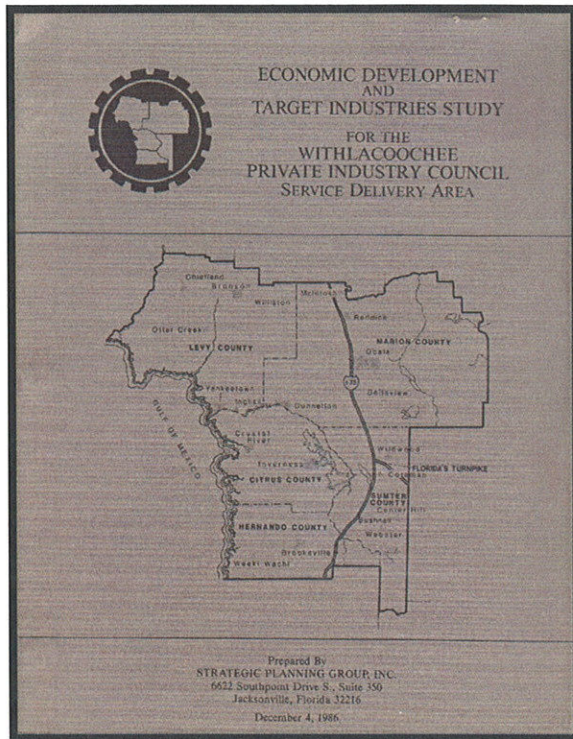 ECONOMIC DEVELOPMENT
AND
TARGET INDUSTRIES STUDY
FOR THE
WITHLACOOCHEE
PRIVATE INDUSTRY COUNCIL
SERVICE DELIVERY AREA
Chiefland
Bronson
Williston
McIntosh
Reddick
Otter Creek
LEVY COUNTY
MARION COUNTY
Ocala
Yankeetown
Inglis
Dunnellon
Belleview
GULF OF MEXICO
Crystal River
Wildwood
Inverness
Coleman
FLORIDA'S TURNPIKE
CITRUS COUNTY
SUMTER
COUNTY
Center Hill
HERNANDO COUNTY
Bushnell
Webster
Brooksville
Weeki Wachi
Prepared By
STRATEGIC PLANNING GROUP, INC.
6622 Southpoint Drive S., Suite 350
Jacksonville, Florida 32216
December 4, 1986